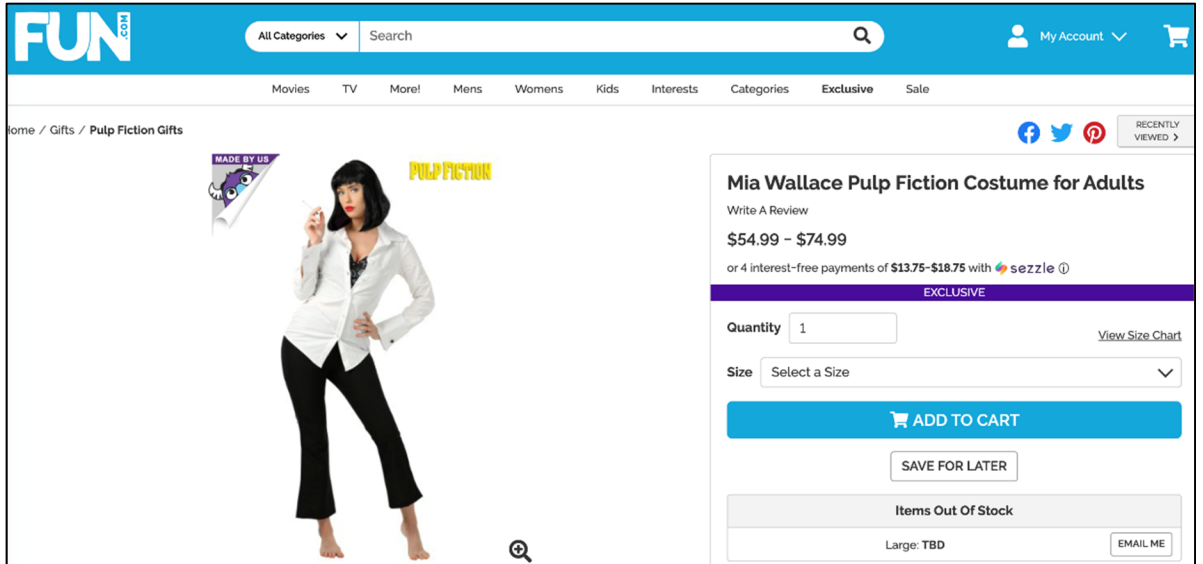 FUN.COM
All Categories
Search
My Account
Movies TV More! Mens Womens Kids Interests Categories Exclusive Sale
Home / Gifts / Pulp Fiction Gifts
RECENTLY
VIEWED >
MADE BY US
PULP FICTION
Mia Wallace Pulp Fiction Costume for Adults
Write A Review
$54.99 - $74.99
or 4 interest-free payments of $13.75-$18.75 with sezzle
EXCLUSIVE
Quantity 1
View Size Chart
Size Select a Size
ADD TO CART
SAVE FOR LATER
Items Out Of Stock
Large: TBD
EMAIL ME